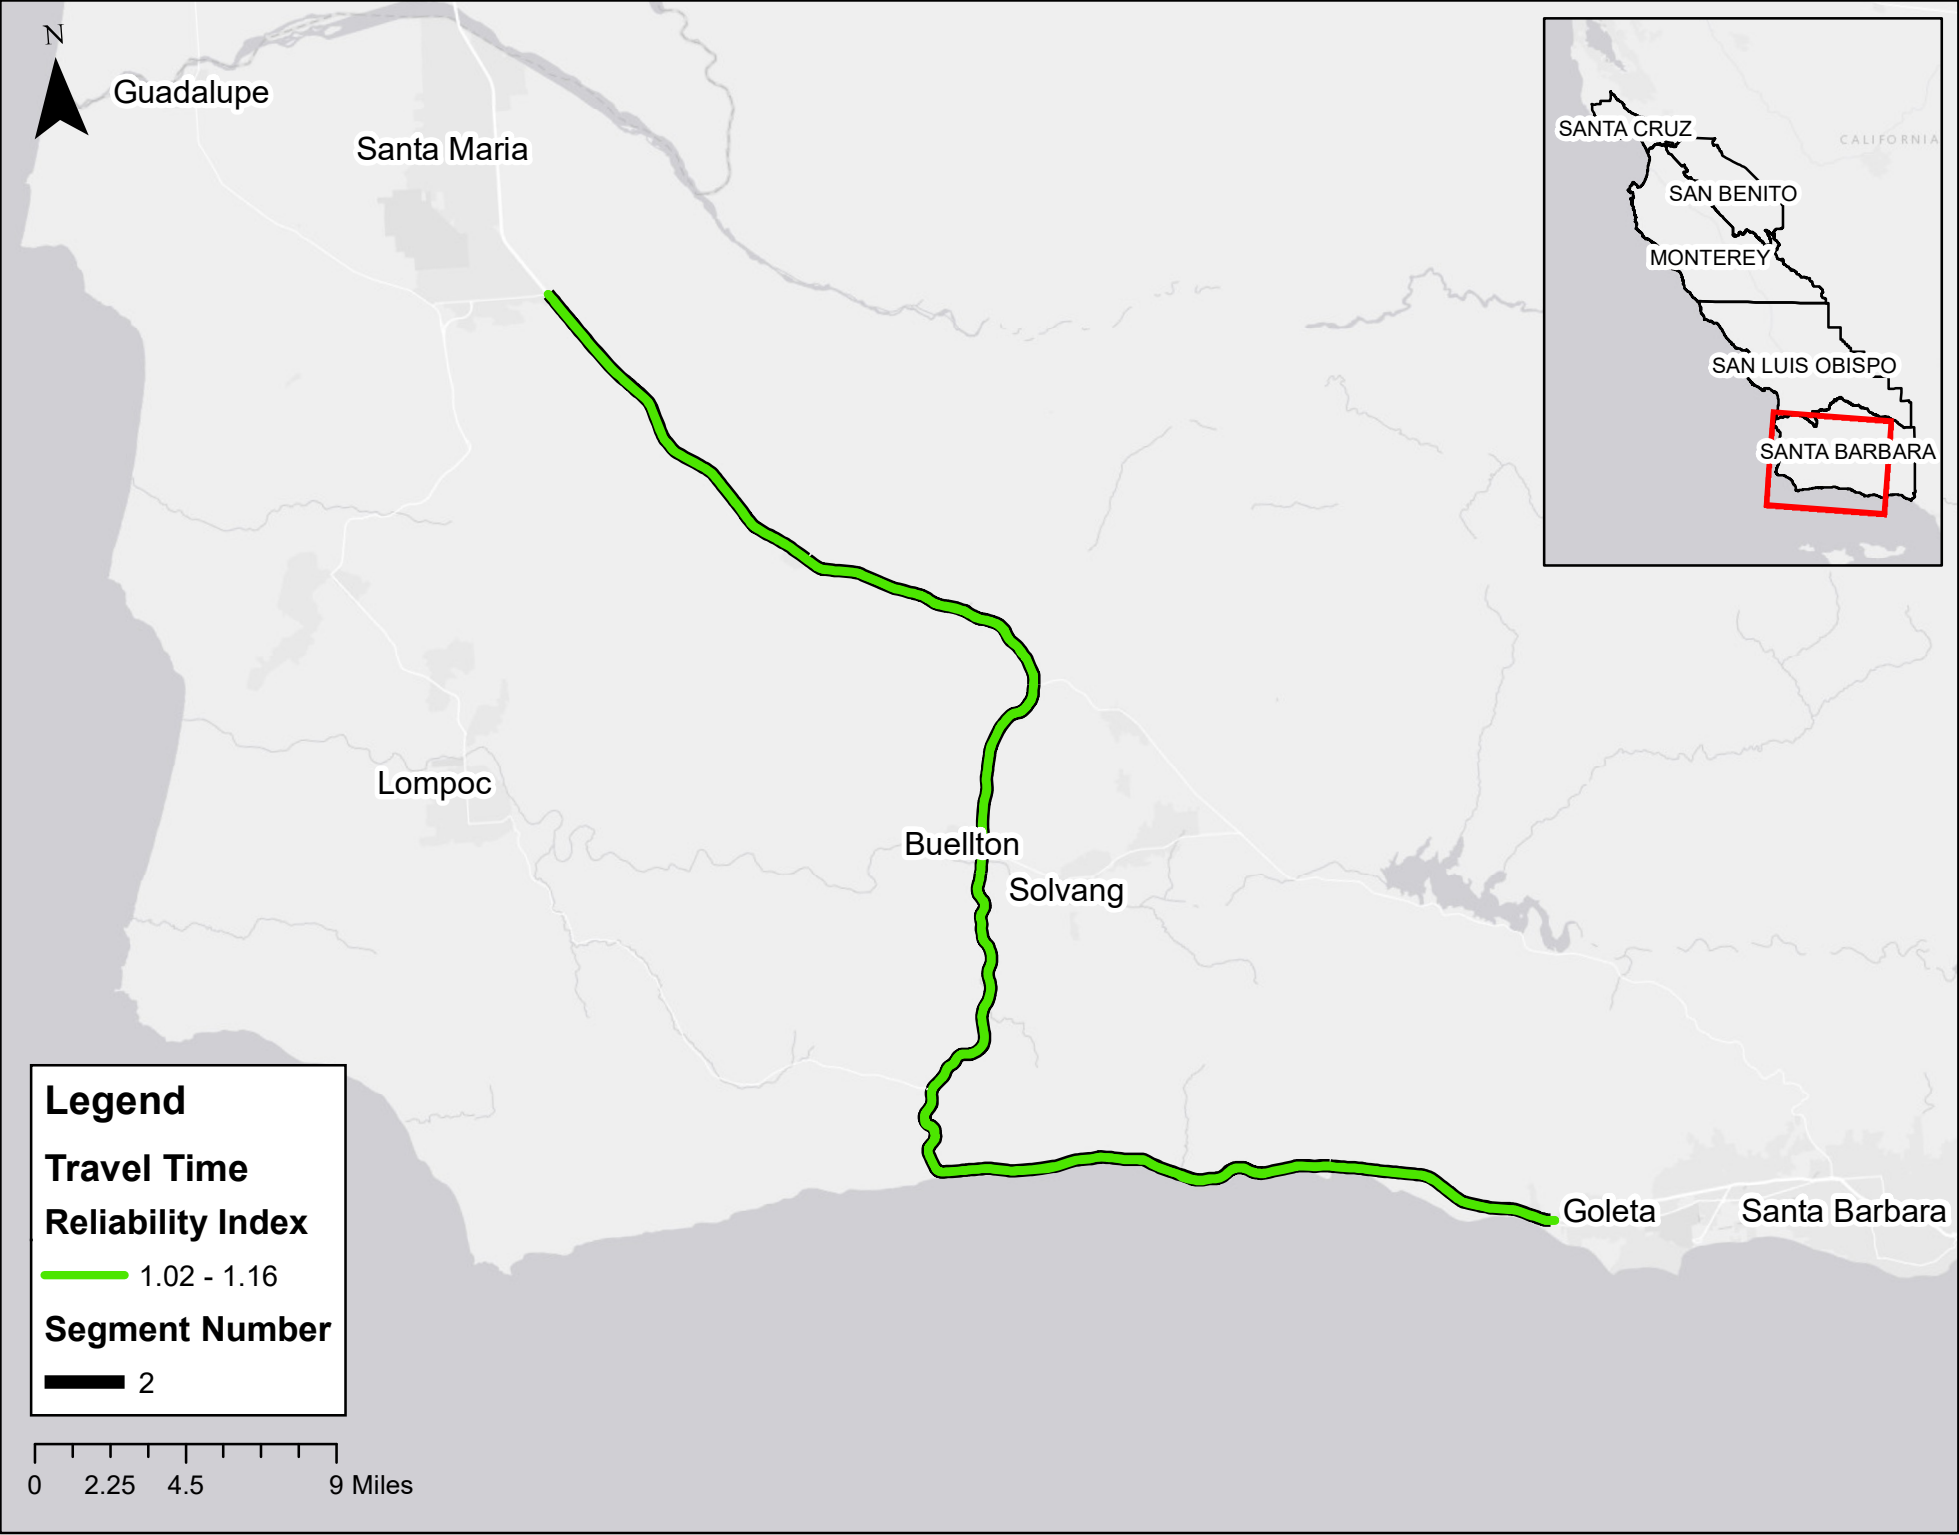 N
Guadalupe
Santa Maria
Lompoc
Buellton
Solvang
Goleta
Santa Barbara
CALIFORNIA
SANTA CRUZ
SAN BENITO
MONTEREY
SAN LUIS OBISPO
SANTA BARBARA
Legend
Travel Time
Reliability Index
1.02 - 1.16
Segment Number
2
0 2.25 4.5 9 Miles